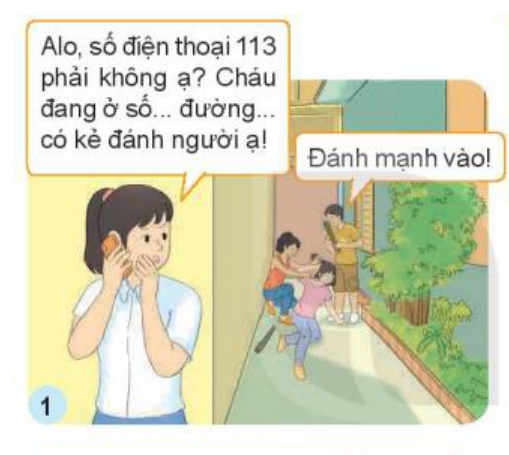 Alo, số điện thoại 113
phải không ạ? Cháu
đang ở số... đường...
có kẻ đánh người ạ!
Đánh mạnh vào!
1